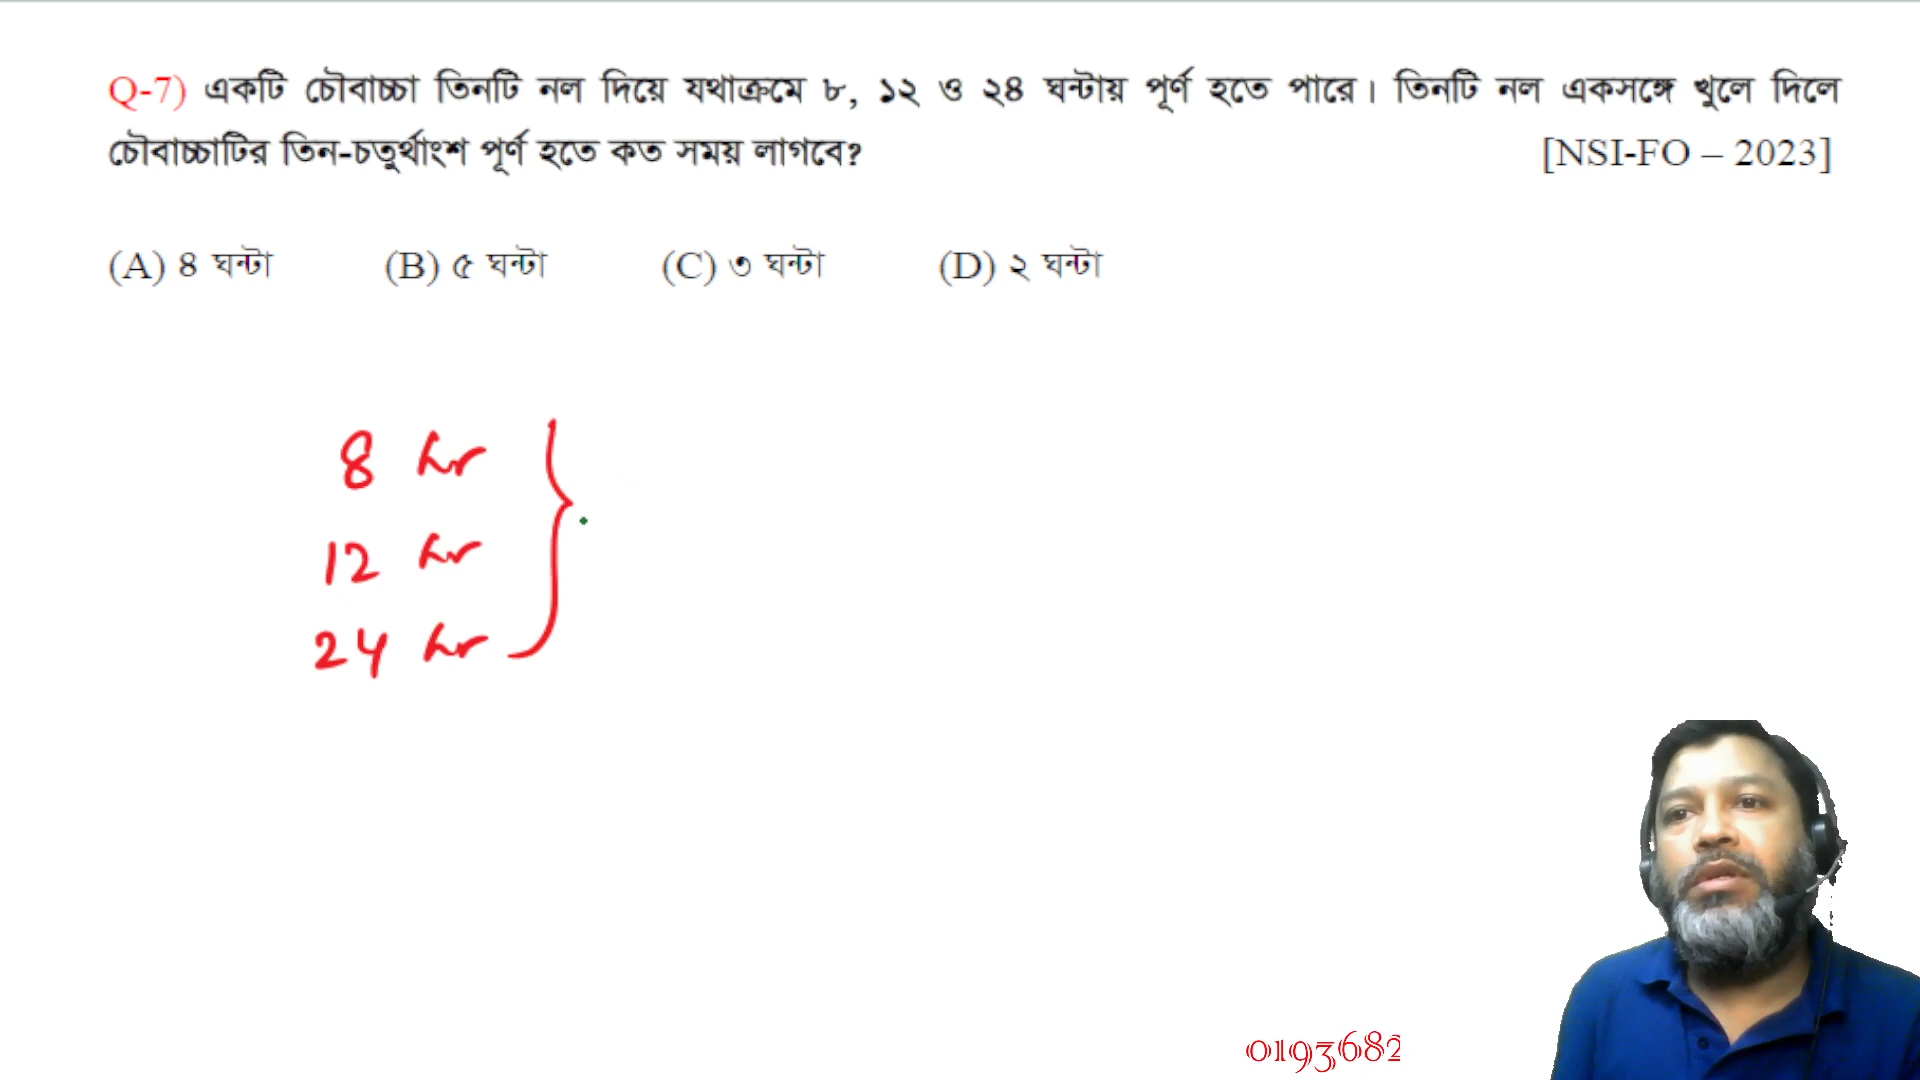 Q-7) একটি চৌবাচ্চা তিনটি নল দিয়ে যথাক্রমে ৮, ১২ ও ২৪ ঘন্টায় পূর্ণ হতে পারে। তিনটি নল একসঙ্গে খুলে দিলে
চৌবাচ্চাটির তিন-চতুর্থাংশ পূর্ণ হতে কত সময় লাগবে? [NSI-FO – 2023]
(A) ৪ ঘন্টা (B) ৫ ঘন্টা (C) ৩ ঘন্টা (D) ২ ঘন্টা
8 hr
12 hr
24 hr
0193682